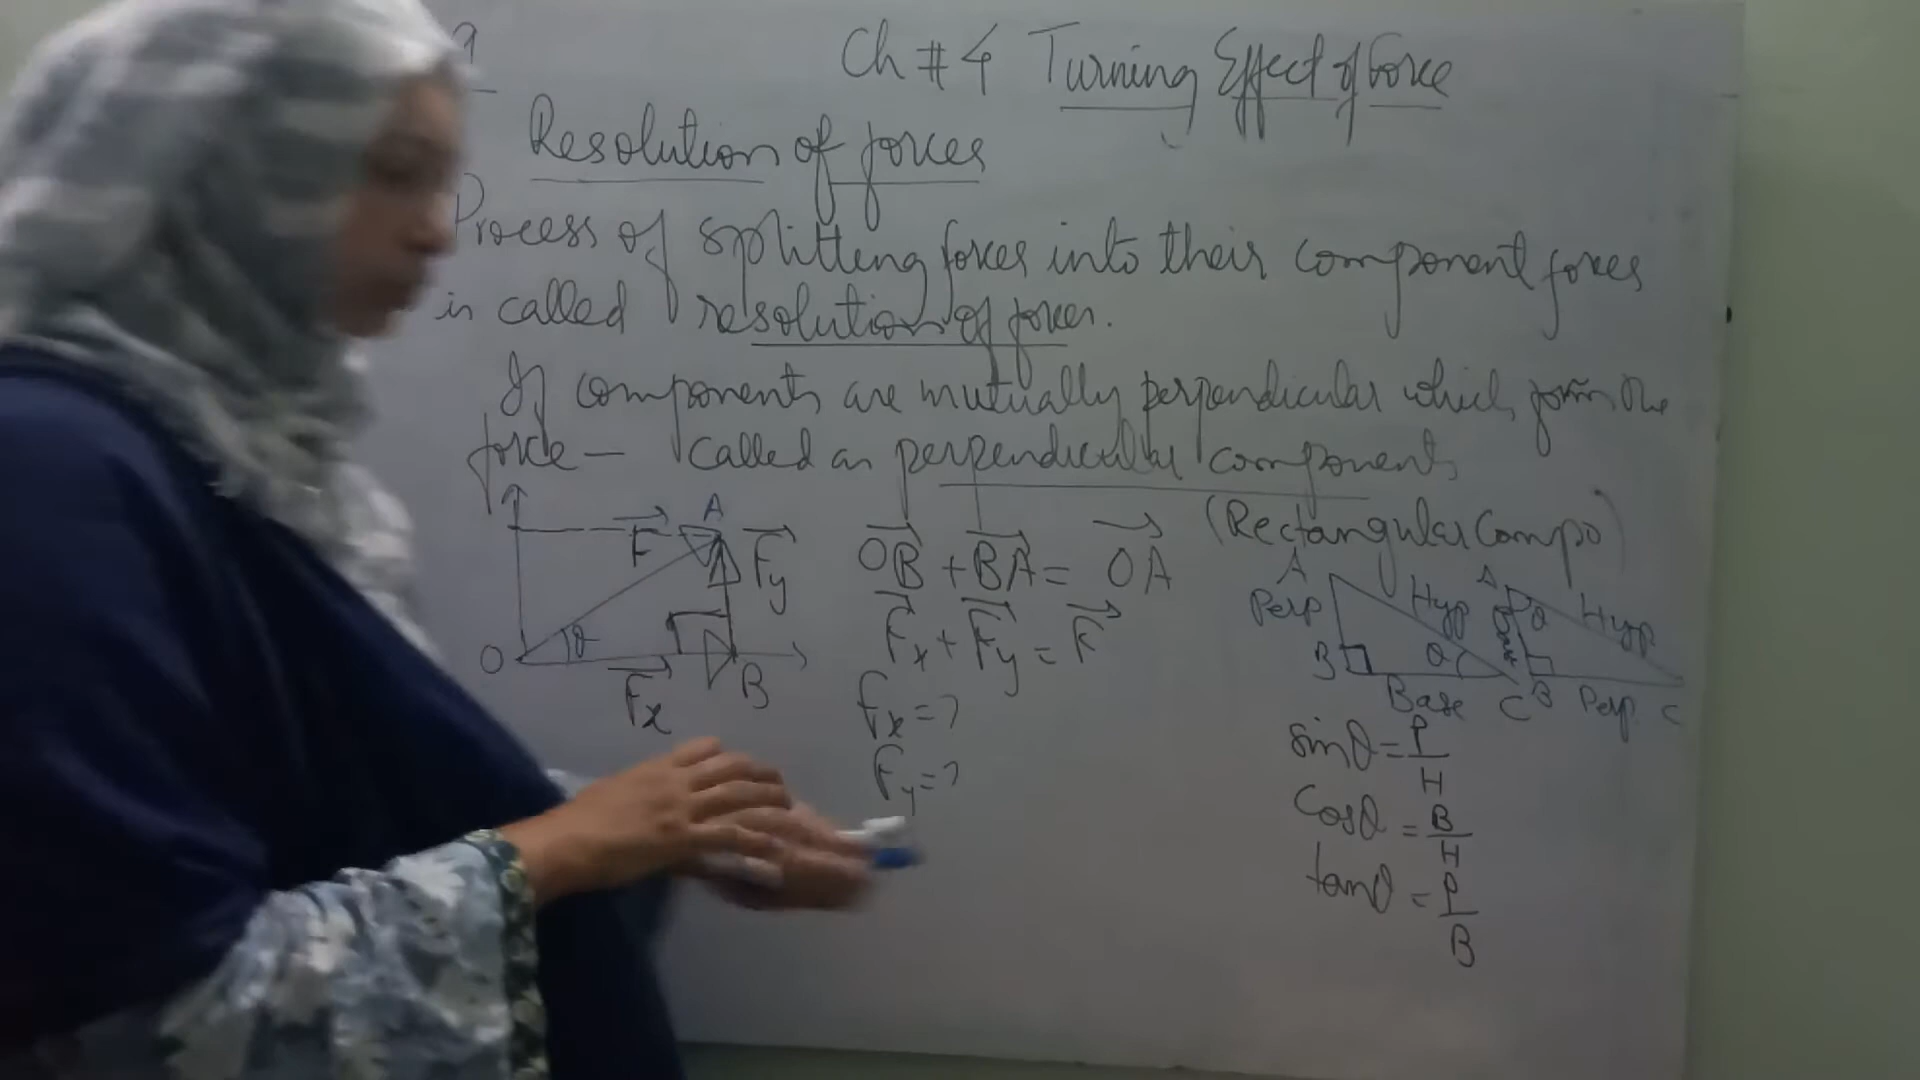 9
Ch # 4 Turning Effect of Force
Resolution of forces
Process of splitting forces into their component forces
is called resolution of forces.
If components are mutually perpendicular which form the
force — called as perpendicular components
(Rectangular Compo)
A
F
Fy
O
θ
Fx
B
OB + BA = OA
Fx + Fy = F
Fx = ?
Fy = ?
A
Perp
Hyp
B
θ
Base
C
A
θ
Hyp
Base
B
Perp
C
sinθ = P/H
Cosθ = B/H
tanθ = P/B